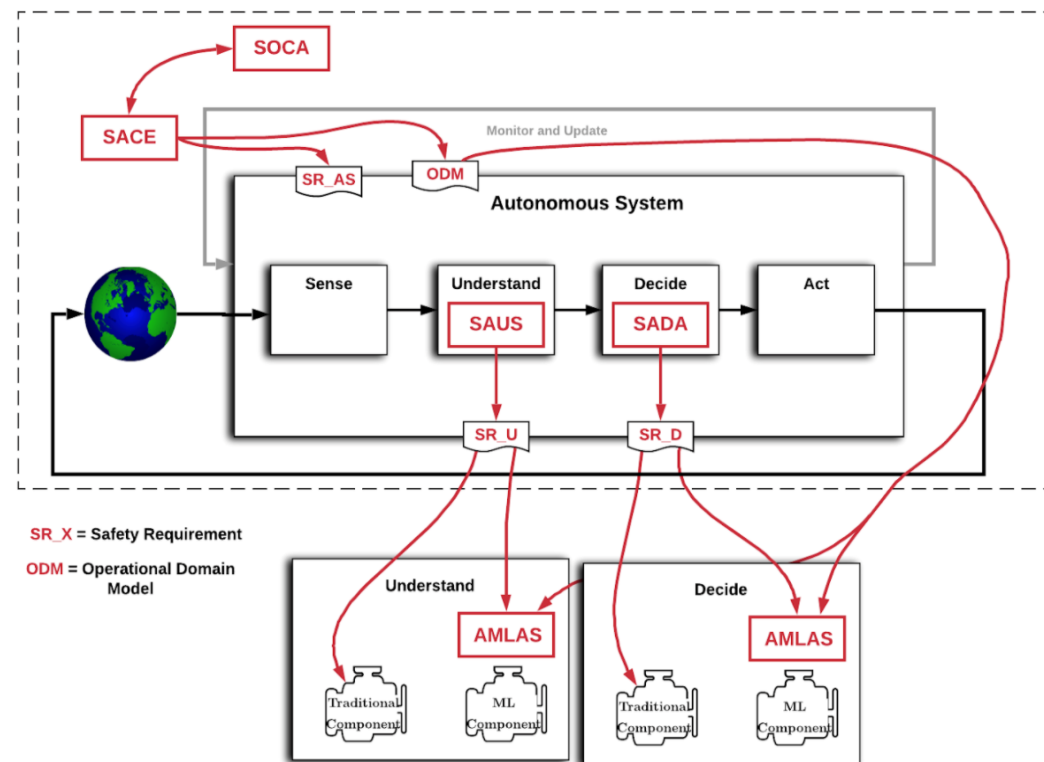 SOCA
SACE
Monitor and Update
SR_AS
ODM
Autonomous System
Sense
Understand
Decide
Act
SAUS
SADA
SR_U
SR_D
SR_X = Safety Requirement
ODM = Operational Domain
Model
Understand
Decide
AMLAS
AMLAS
Traditional
Component
ML
Component
Traditional
Component
ML
Component